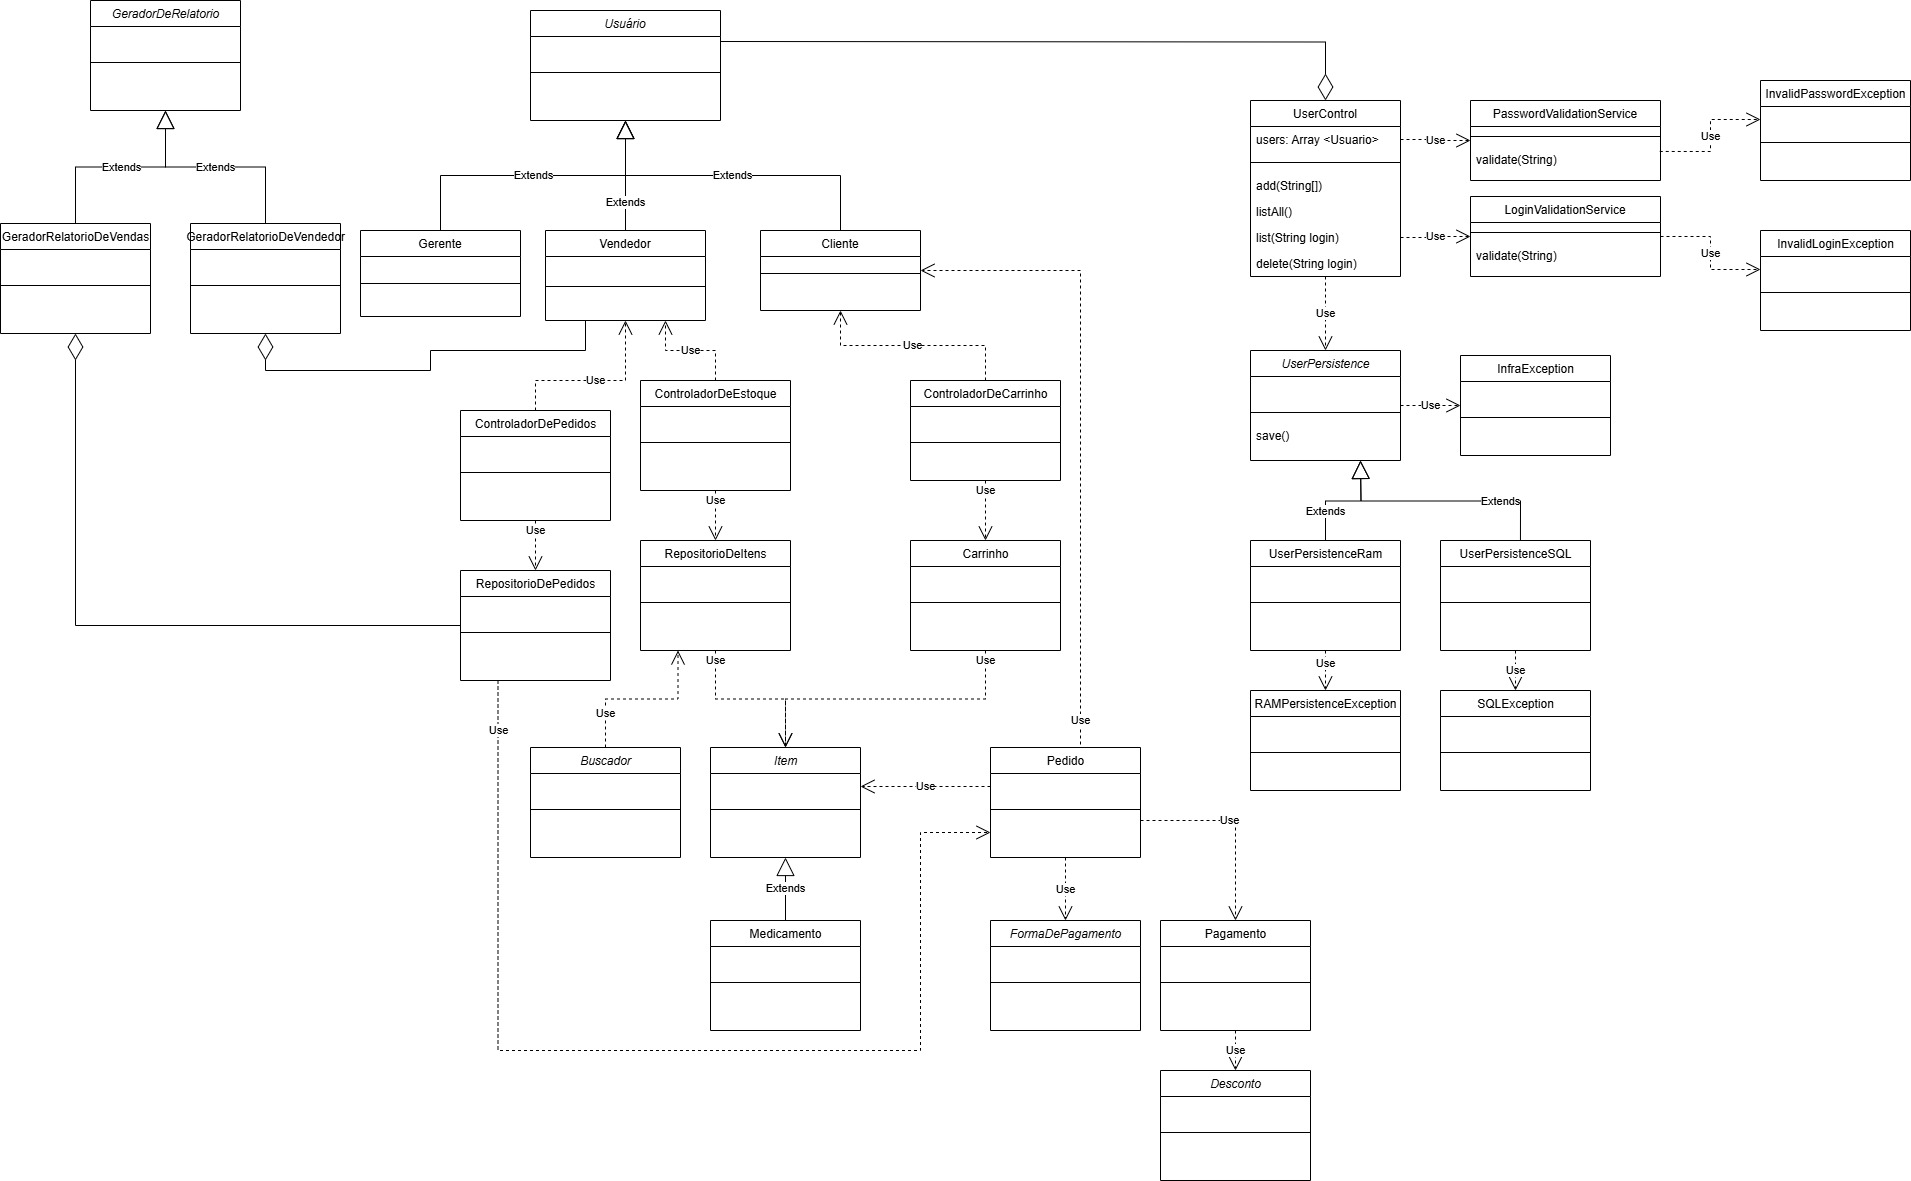 GeradorDeRelatorio
Usuário
InvalidPasswordException
UserControl
PasswordValidationService
users: Array <Usuario>
Use
Use
validate(String)
Extends
Extends
Extends
Extends
Extends
add(String[])
listAll()
list(String login)
delete(String login)
LoginValidationService
Use
Use
validate(String)
GeradorRelatorioDeVendas
GeradorRelatorioDeVendedor
Gerente
Vendedor
Cliente
InvalidLoginException
Use
Use
Use
Use
UserPersistence
InfraException
Use
save()
ControladorDePedidos
ControladorDeEstoque
ControladorDeCarrinho
Use
Use
Use
Extends
Extends
RepositorioDePedidos
RepositorioDeItens
Carrinho
UserPersistenceRam
UserPersistenceSQL
Use
Use
Use
Use
RAMPersistenceException
SQLException
Use
Use
Use
Buscador
Item
Pedido
Use
Use
Extends
Use
Medicamento
FormaDePagamento
Pagamento
Use
Desconto